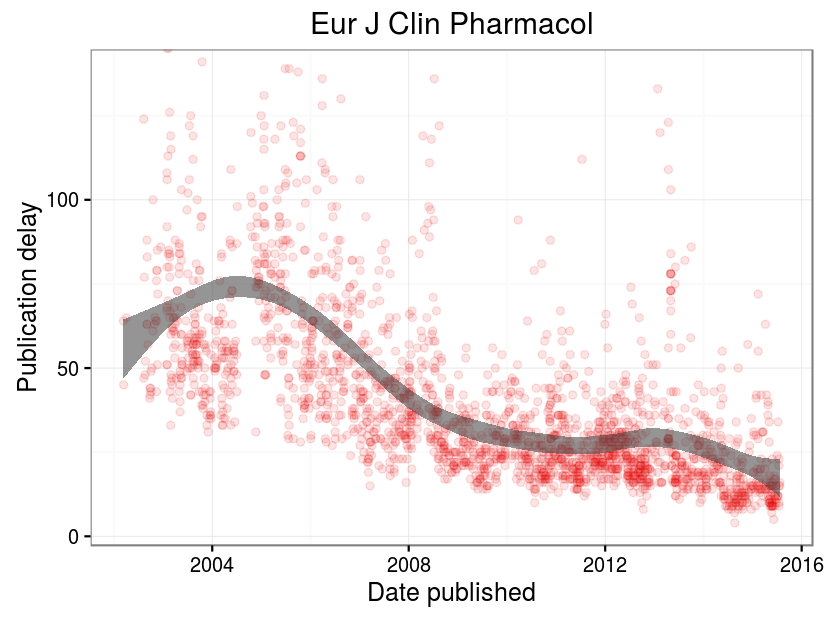 Eur J Clin Pharmacol
Publication delay
100
50
0
2004 2008 2012 2016
Date published